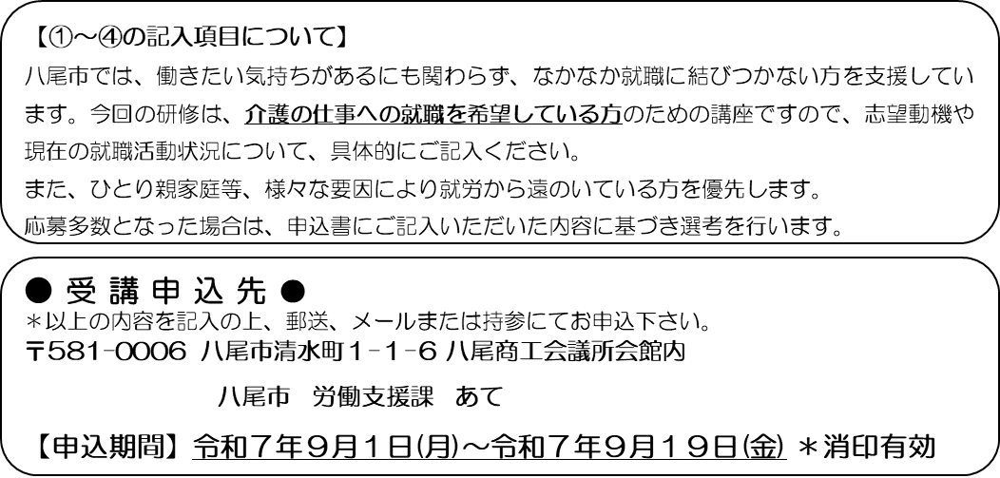 【①～④の記入項目について】
八尾市では、働きたい気持ちがあるにも関わらず、なかなか就職に結びつかない方を支援してい
ます。今回の研修は、介護の仕事への就職を希望している方のための講座ですので、志望動機や
現在の就職活動状況について、具体的にご記入ください。
また、ひとり親家庭等、様々な要因により就労から遠のいている方を優先します。
応募多数となった場合は、申込書にご記入いただいた内容に基づき選考を行います。
● 受 講 申 込 先 ●
＊以上の内容を記入の上、郵送、メールまたは持参にてお申込下さい。
〒581-0006 八尾市清水町１-１-６ 八尾商工会議所会館内
八尾市　労働支援課　あて
【申込期間】令和７年９月１日(月)～令和７年９月１９日(金) ＊消印有効